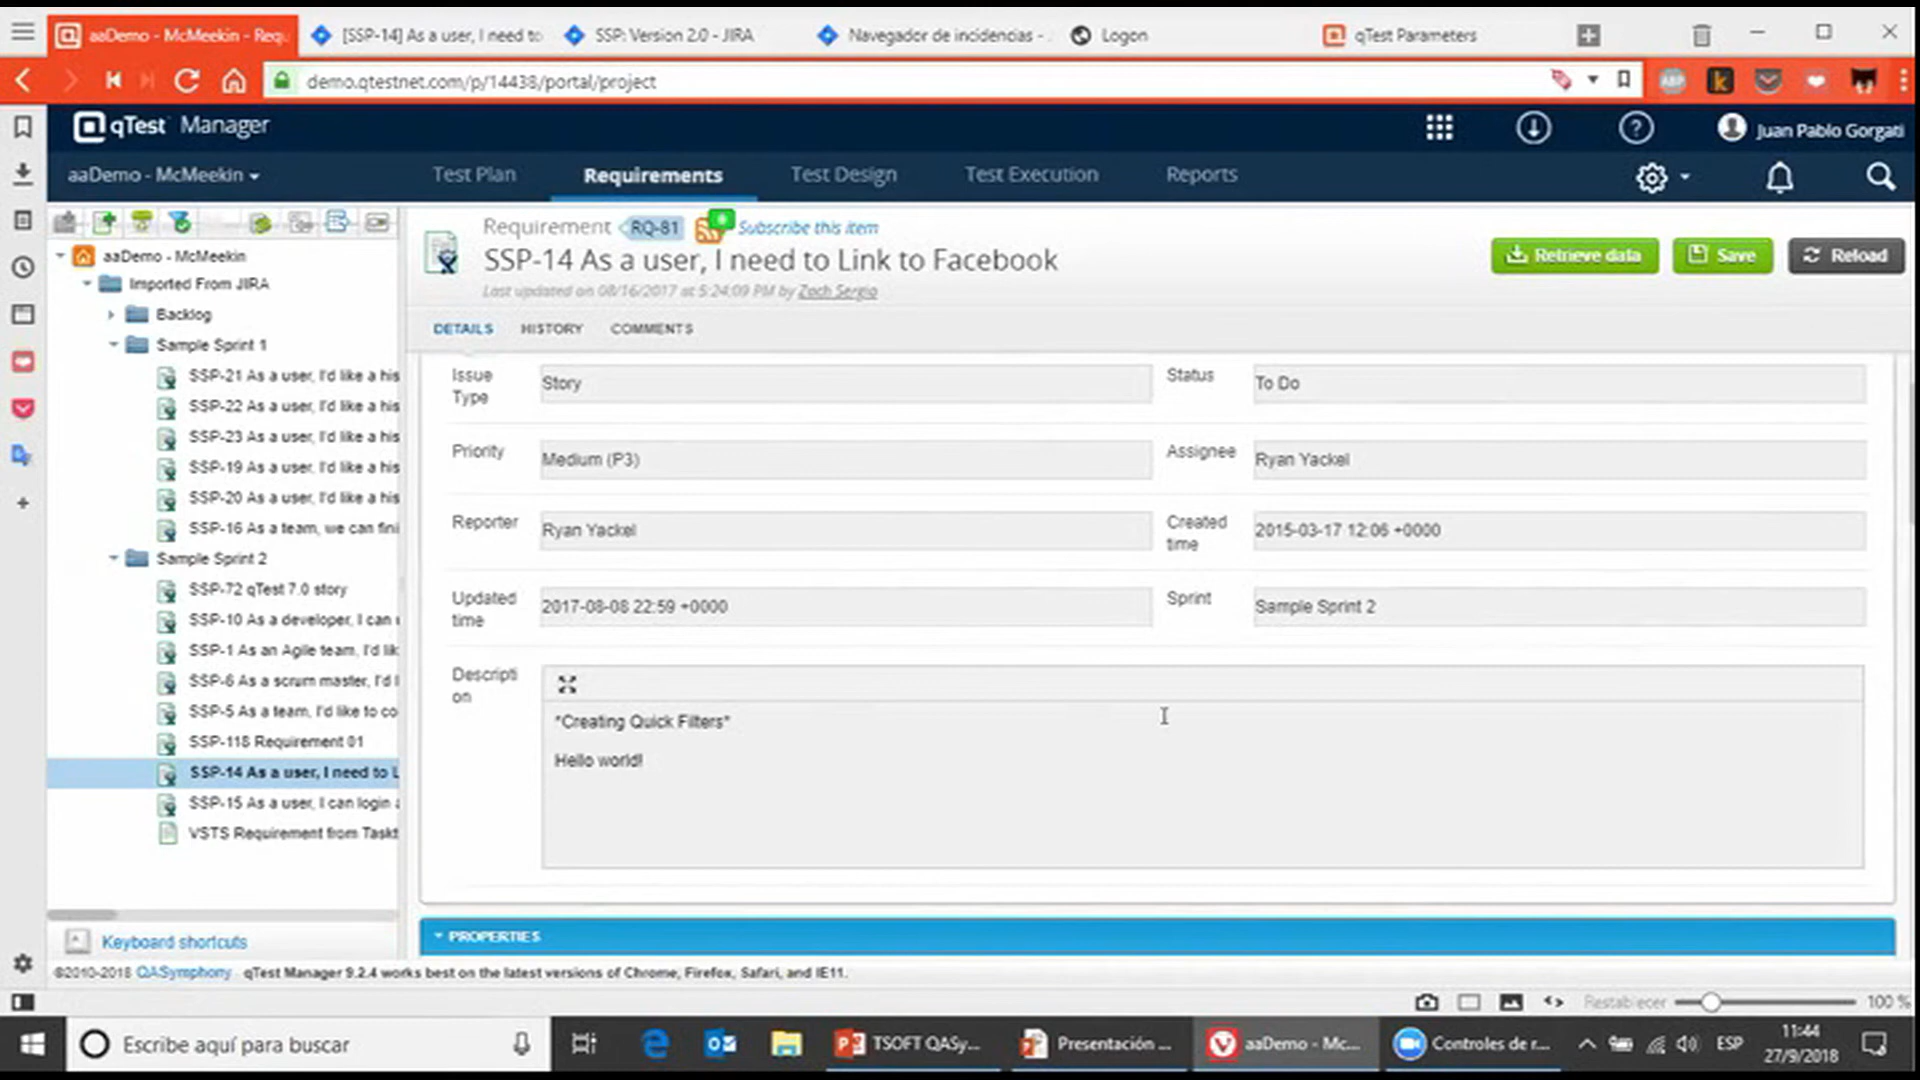 aaDemo - McMeekin - Requ
[SSP-14] As a user, I need to
SSP: Version 2.0 - JIRA
Navegador de incidencias -
Logon
qTest Parameters
demo.qtestnet.com/p/14438/portal/project
qTest Manager
Juan Pablo Gorgati
aaDemo - McMeekin
Test Plan
Requirements
Test Design
Test Execution
Reports
aaDemo - McMeekin
Imported From JIRA
Backlog
Sample Sprint 1
SSP-21 As a user, I'd like a his
SSP-22 As a user, I'd like a his
SSP-23 As a user, I'd like a his
SSP-19 As a user, I'd like a his
SSP-20 As a user, I'd like a his
SSP-16 As a team, we can fini
Sample Sprint 2
SSP-72 qTest 7.0 story
SSP-10 As a developer, I can
SSP-1 As an Agile team, I'd lik
SSP-6 As a scrum master, I'd l
SSP-5 As a team, I'd like to co
SSP-118 Requirement 01
SSP-14 As a user, I need to L
SSP-15 As a user, I can login
VSTS Requirement from Taskt
Keyboard shortcuts
Requirement RQ-81 Subscribe this item
SSP-14 As a user, I need to Link to Facebook
Last updated on 08/16/2017 at 5:24:09 PM by Zach Sergio
Retrieve data
Save
Reload
DETAILS HISTORY COMMENTS
Issue Type
Story
Status
To Do
Priority
Medium (P3)
Assignee
Ryan Yackel
Reporter
Ryan Yackel
Created time
2015-03-17 12:06 +0000
Updated time
2017-08-08 22:59 +0000
Sprint
Sample Sprint 2
Descripti
on
*Creating Quick Filters*
Hello world!
PROPERTIES
©2010-2018 QASymphony qTest Manager 9.2.4 works best on the latest versions of Chrome, Firefox, Safari, and IE11.
Restablecer
100 %
Escribe aquí para buscar
TSOFT QASy...
Presentación ...
aaDemo - Mc...
Controles de r...
ESP
11:44
27/9/2018